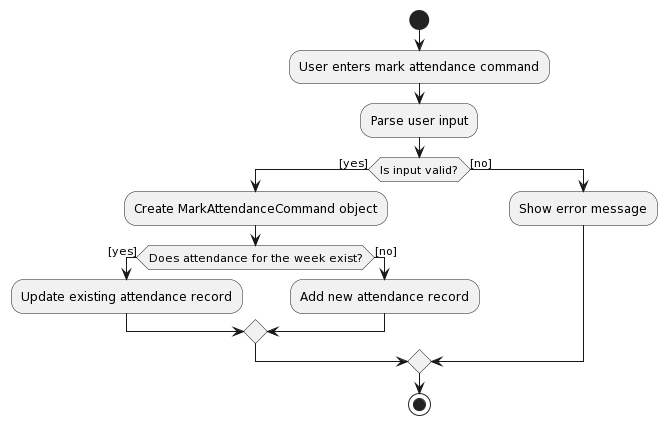 User enters mark attendance command
Parse user input
[yes]
Is input valid?
[no]
Create MarkAttendanceCommand object
Show error message
[yes]
Does attendance for the week exist?
[no]
Update existing attendance record
Add new attendance record